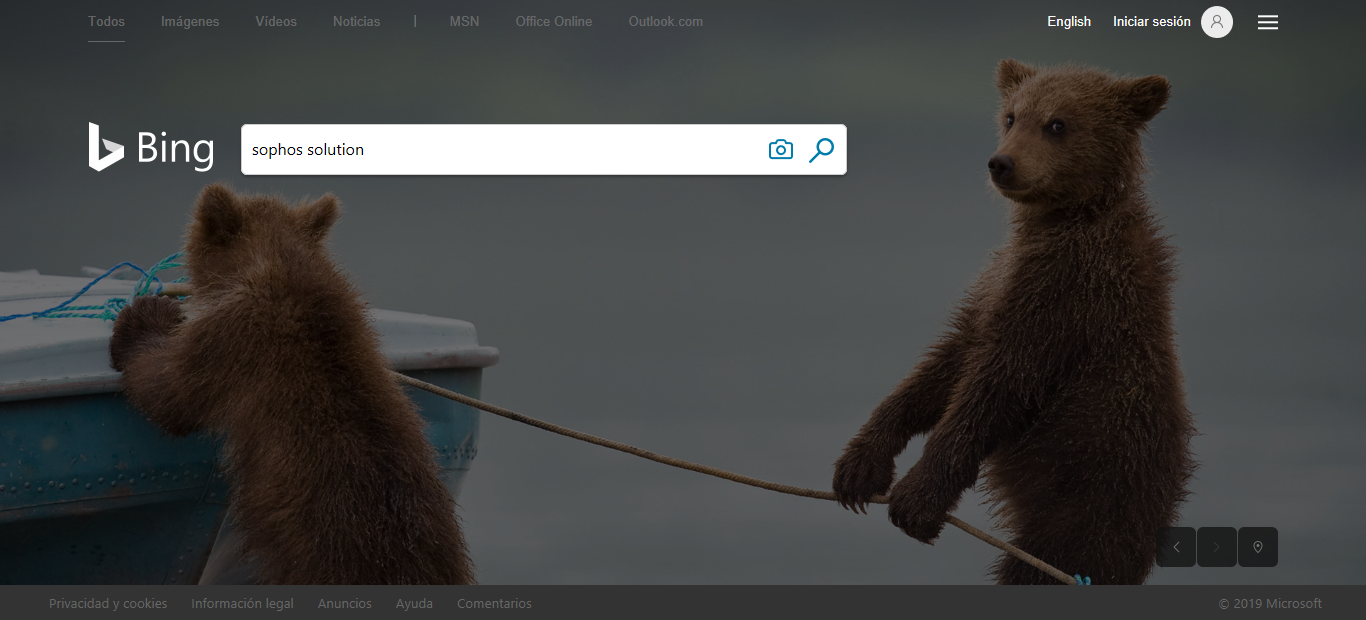 Todos Imágenes Vídeos Noticias | MSN Office Online Outlook.com English Iniciar sesión
Bing sophos solution
Privacidad y cookies Información legal Anuncios Ayuda Comentarios © 2019 Microsoft